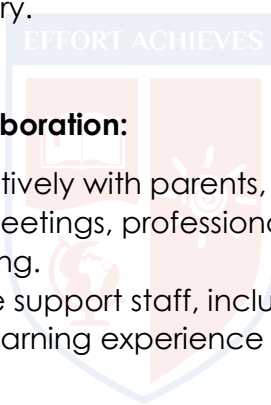 ry.
EFFORT ACHIEVES
boration:
tively with parents,
eetings, professiona
ng.
e support staff, inclu
arning experience